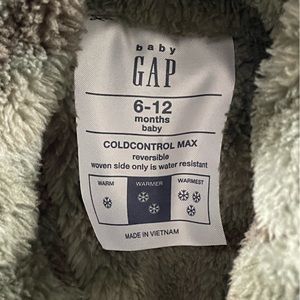 baby
GAP
6-12
months
baby
COLDCONTROL MAX
reversible
woven side only is water resistant
WARM WARMER WARMEST
MADE IN VIETNAM